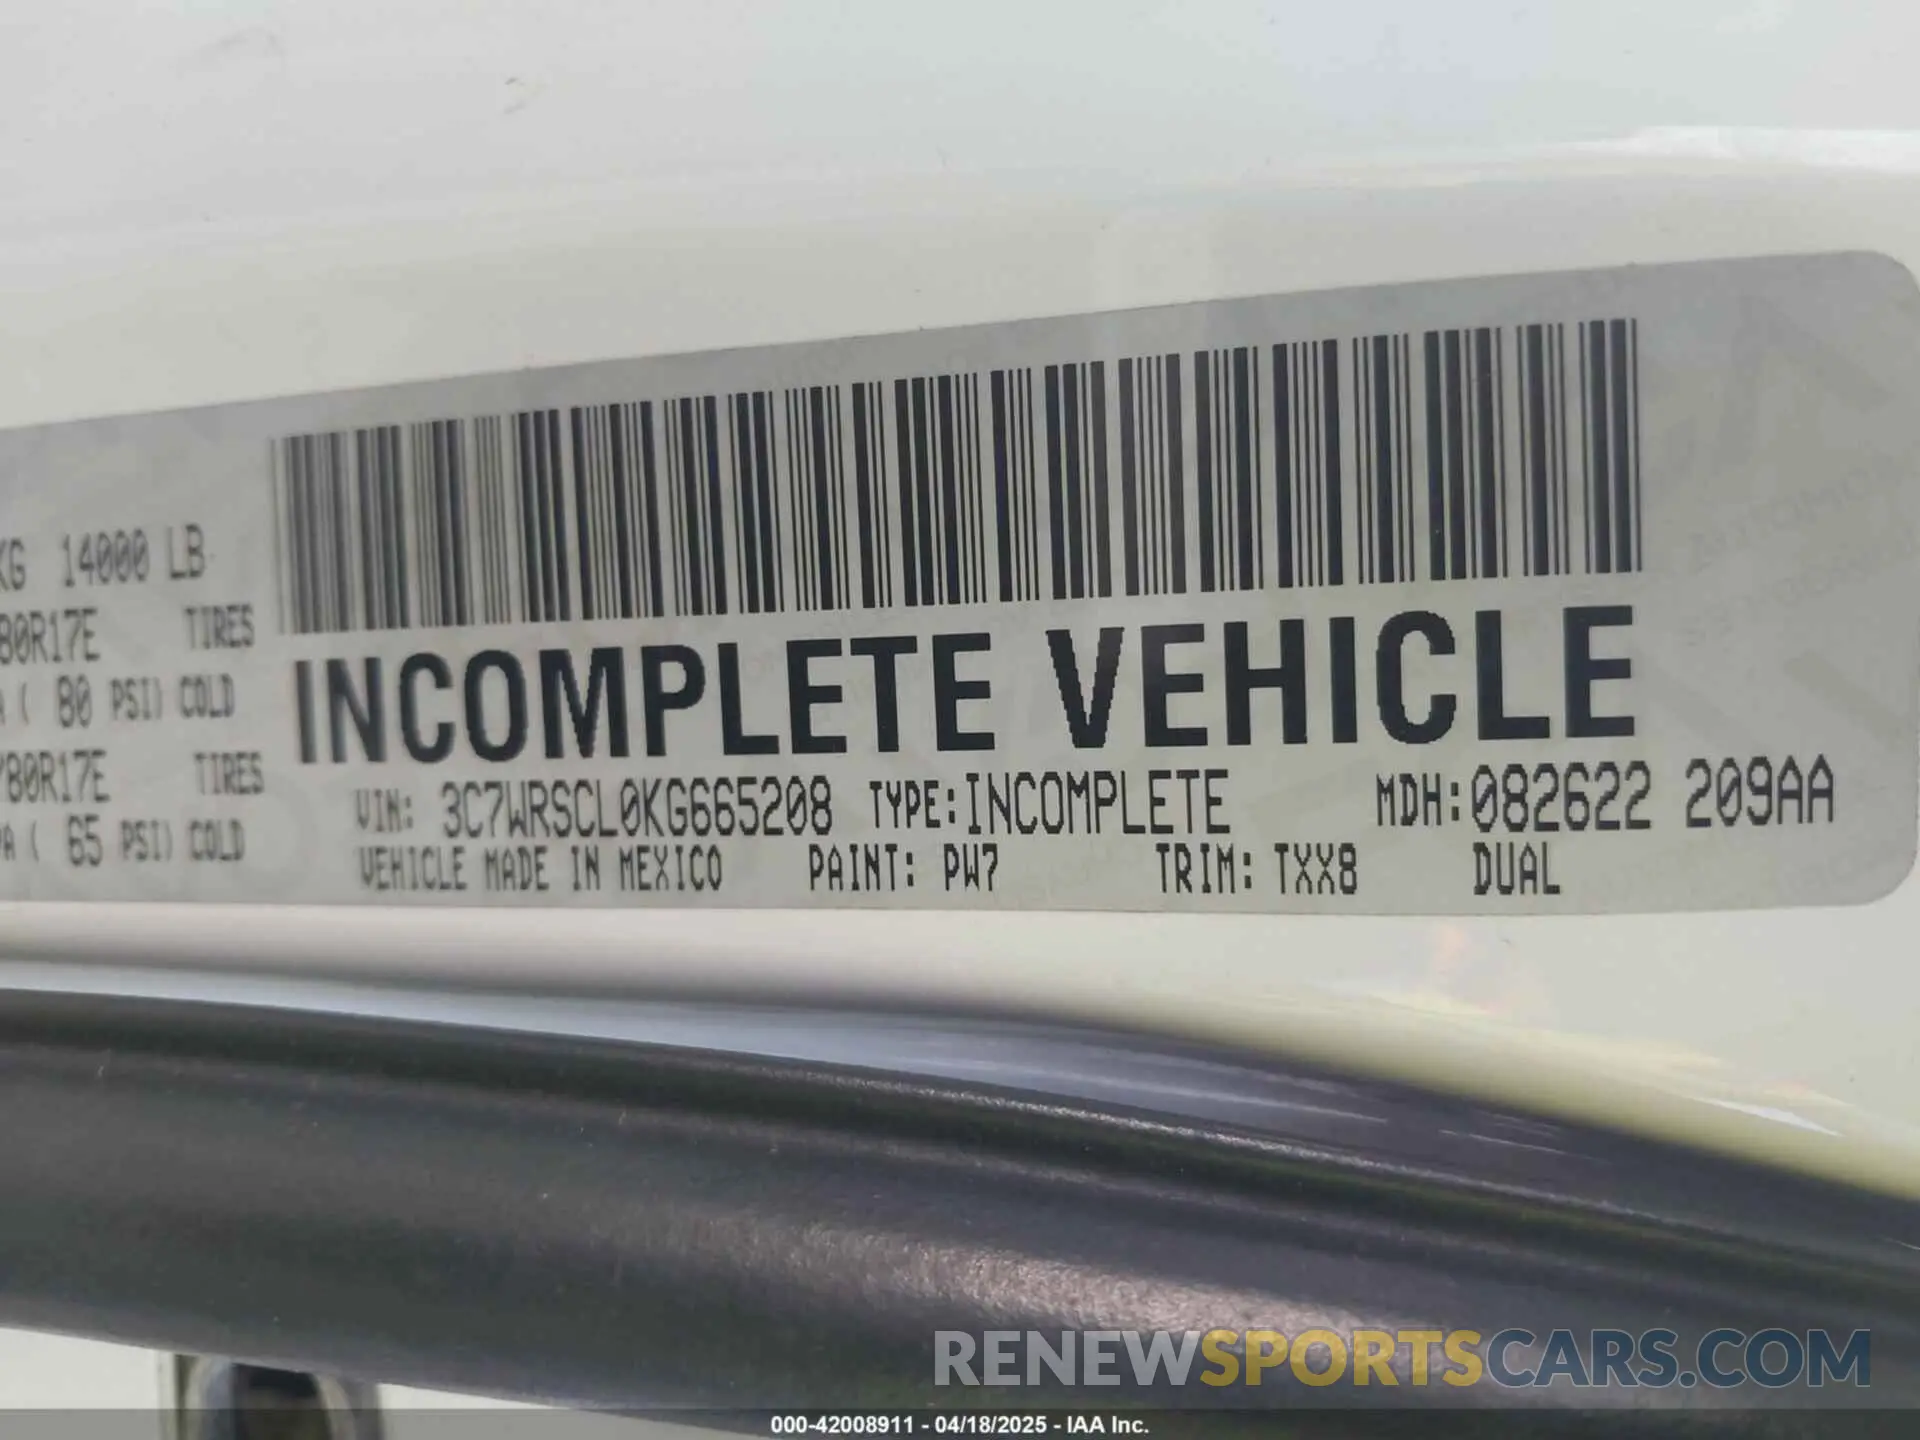 KG 14000 LB
80R17E TIRES
A ( 80 PSI) COLD
80R17E TIRES
A ( 65 PSI) COLD
INCOMPLETE VEHICLE
VIN: 3C7WRSCL0KG665208 TYPE:INCOMPLETE MDH:082622 209AA
VEHICLE MADE IN MEXICO PAINT: PW7 TRIM: TXX8 DUAL
RENEWSPORTSCARS.COM
000-42008911 - 04/18/2025 - IAA Inc.